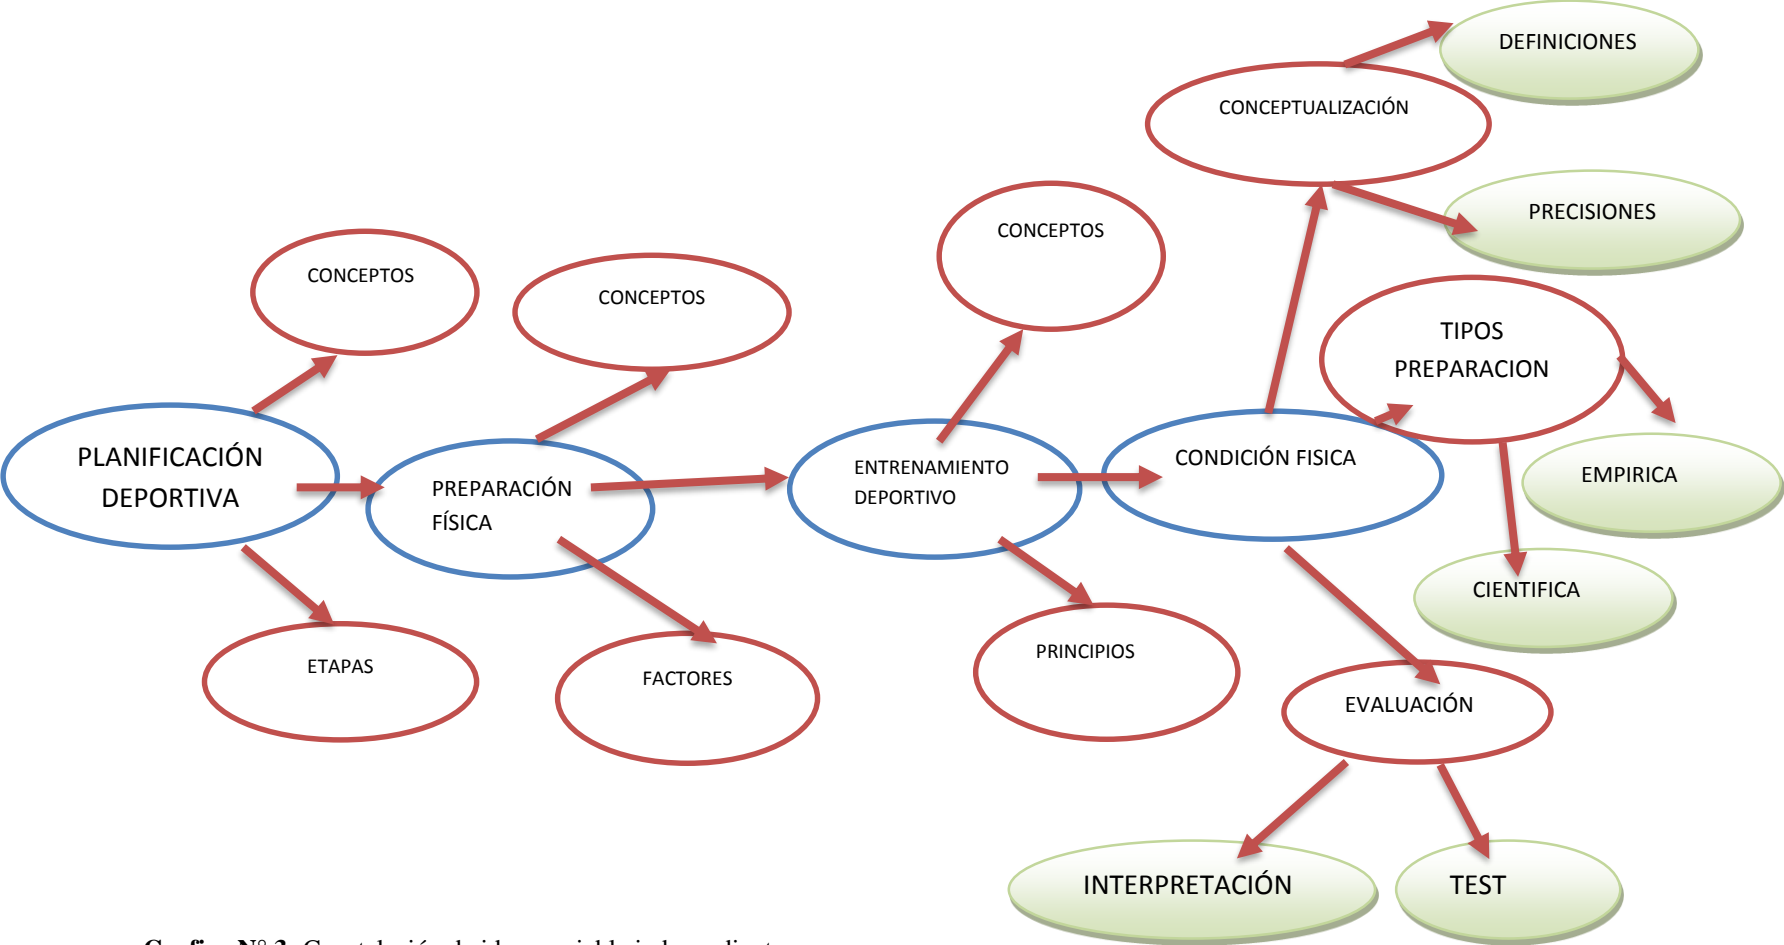 DEFINICIONES
CONCEPTUALIZACIÓN
PRECISIONES
CONCEPTOS
CONCEPTOS
CONCEPTOS
TIPOS
PREPARACION
PLANIFICACIÓN
DEPORTIVA
PREPARACIÓN
FÍSICA
ENTRENAMIENTO
DEPORTIVO
CONDICIÓN FISICA
EMPIRICA
CIENTIFICA
ETAPAS
FACTORES
PRINCIPIOS
EVALUACIÓN
INTERPRETACIÓN
TEST